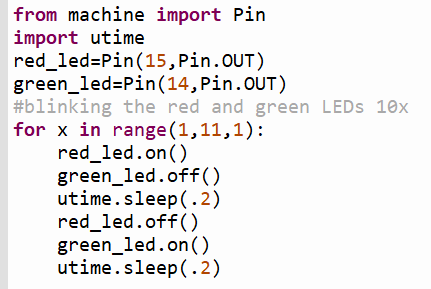 from machine import Pin
import utime
red_led=Pin(15,Pin.OUT)
green_led=Pin(14,Pin.OUT)
#blinking the red and green LEDs 10x
for x in range(1,11,1):
    red_led.on()
    green_led.off()
    utime.sleep(.2)
    red_led.off()
    green_led.on()
    utime.sleep(.2)